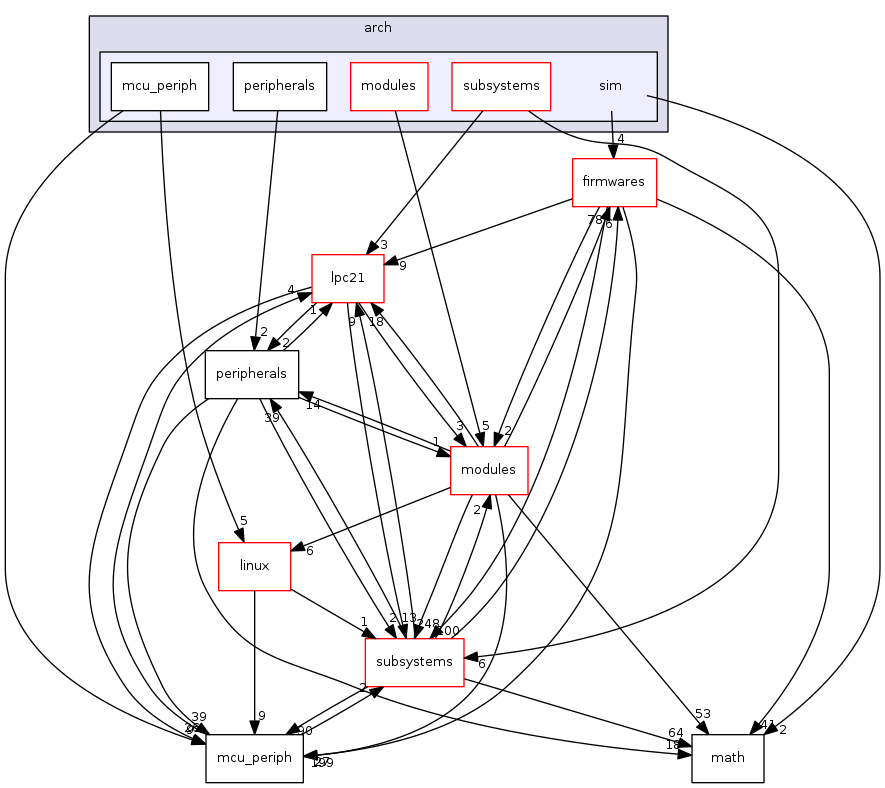 arch
mcu_periph
peripherals
modules
subsystems
sim
4
firmwares
78
6
3
9
lpc21
4
1
9
18
2
2
peripherals
39
14
3
1
5
2
modules
2
5
6
linux
1
2
13
248
100
subsystems
6
2
9
90
39
mcu_periph
199
53
41
2
64
18
math